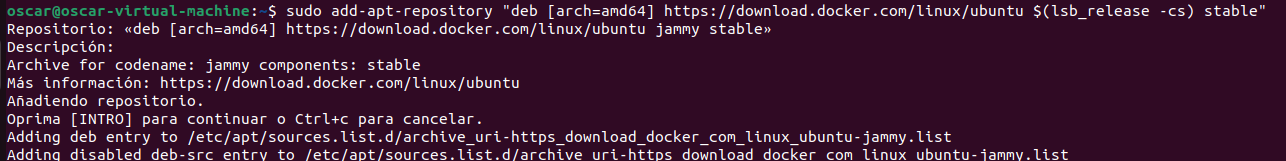 oscar@oscar-virtual-machine:~$ sudo add-apt-repository "deb [arch=amd64] https://download.docker.com/linux/ubuntu $(lsb_release -cs) stable"
Repositorio: «deb [arch=amd64] https://download.docker.com/linux/ubuntu jammy stable»
Descripción:
Archive for codename: jammy components: stable
Más información: https://download.docker.com/linux/ubuntu
Añadiendo repositorio.
Oprima [INTRO] para continuar o Ctrl+c para cancelar.
Adding deb entry to /etc/apt/sources.list.d/archive_uri-https_download_docker_com_linux_ubuntu-jammy.list
Adding disabled deb-src entry to /etc/apt/sources.list.d/archive_uri-https_download_docker_com_linux_ubuntu-jammy.list